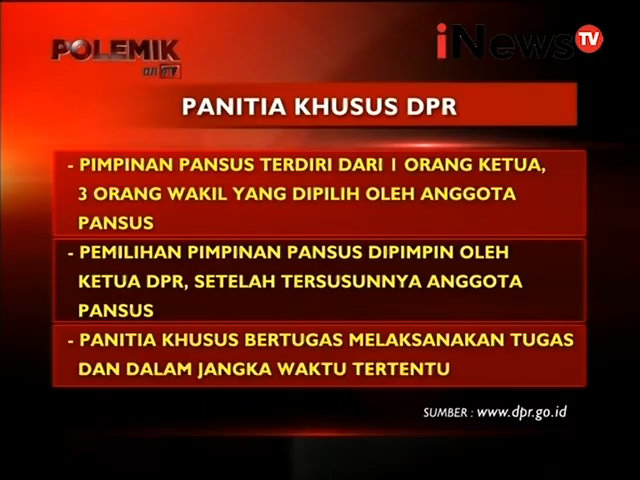 POLEMIK
on TV
iNews TV
PANITIA KHUSUS DPR
- PIMPINAN PANSUS TERDIRI DARI 1 ORANG KETUA,
3 ORANG WAKIL YANG DIPILIH OLEH ANGGOTA
PANSUS
- PEMILIHAN PIMPINAN PANSUS DIPIMPIN OLEH
KETUA DPR, SETELAH TERSUSUNNYA ANGGOTA
PANSUS
- PANITIA KHUSUS BERTUGAS MELAKSANAKAN TUGAS
DAN DALAM JANGKA WAKTU TERTENTU
SUMBER : www.dpr.go.id